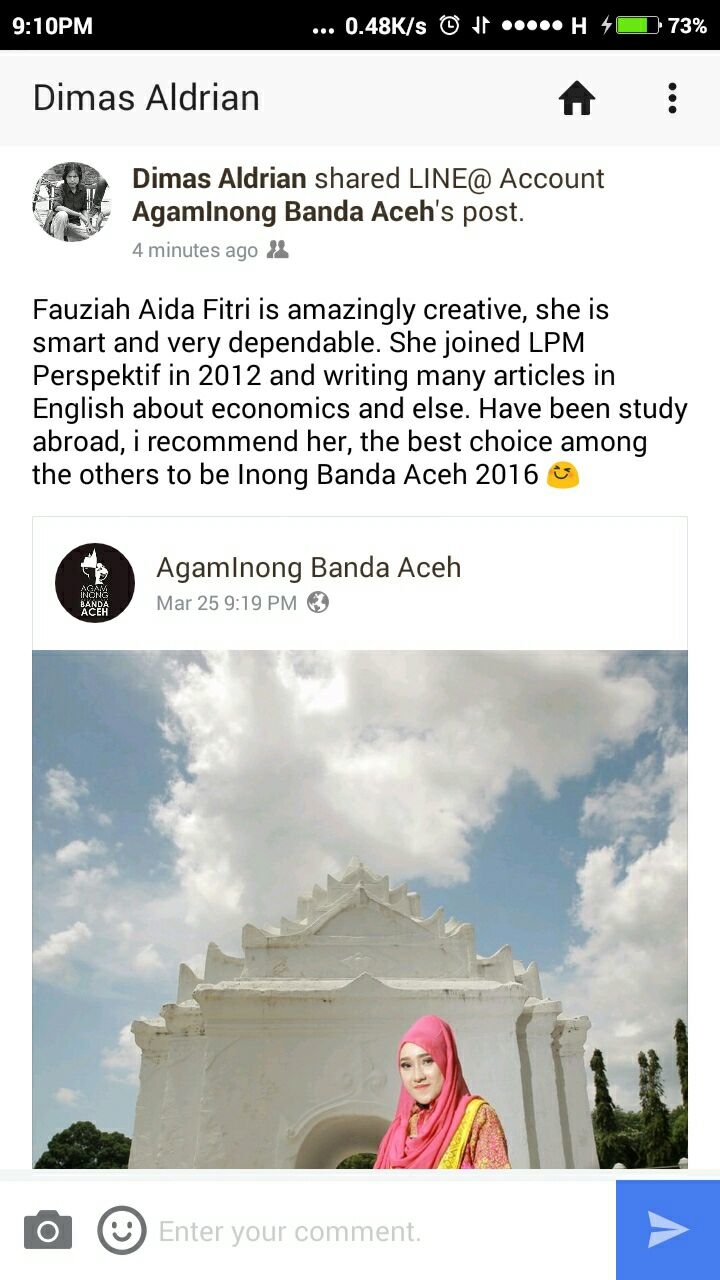 9:10PM ... 0.48K/s H 73%
Dimas Aldrian
Dimas Aldrian shared LINE@ Account
AgamInong Banda Aceh's post.
4 minutes ago
Fauziah Aida Fitri is amazingly creative, she is
smart and very dependable. She joined LPM
Perspektif in 2012 and writing many articles in
English about economics and else. Have been study
abroad, i recommend her, the best choice among
the others to be Inong Banda Aceh 2016
AGAM
INONG
BANDA
ACEH
AgamInong Banda Aceh
Mar 25 9:19 PM
Enter your comment.